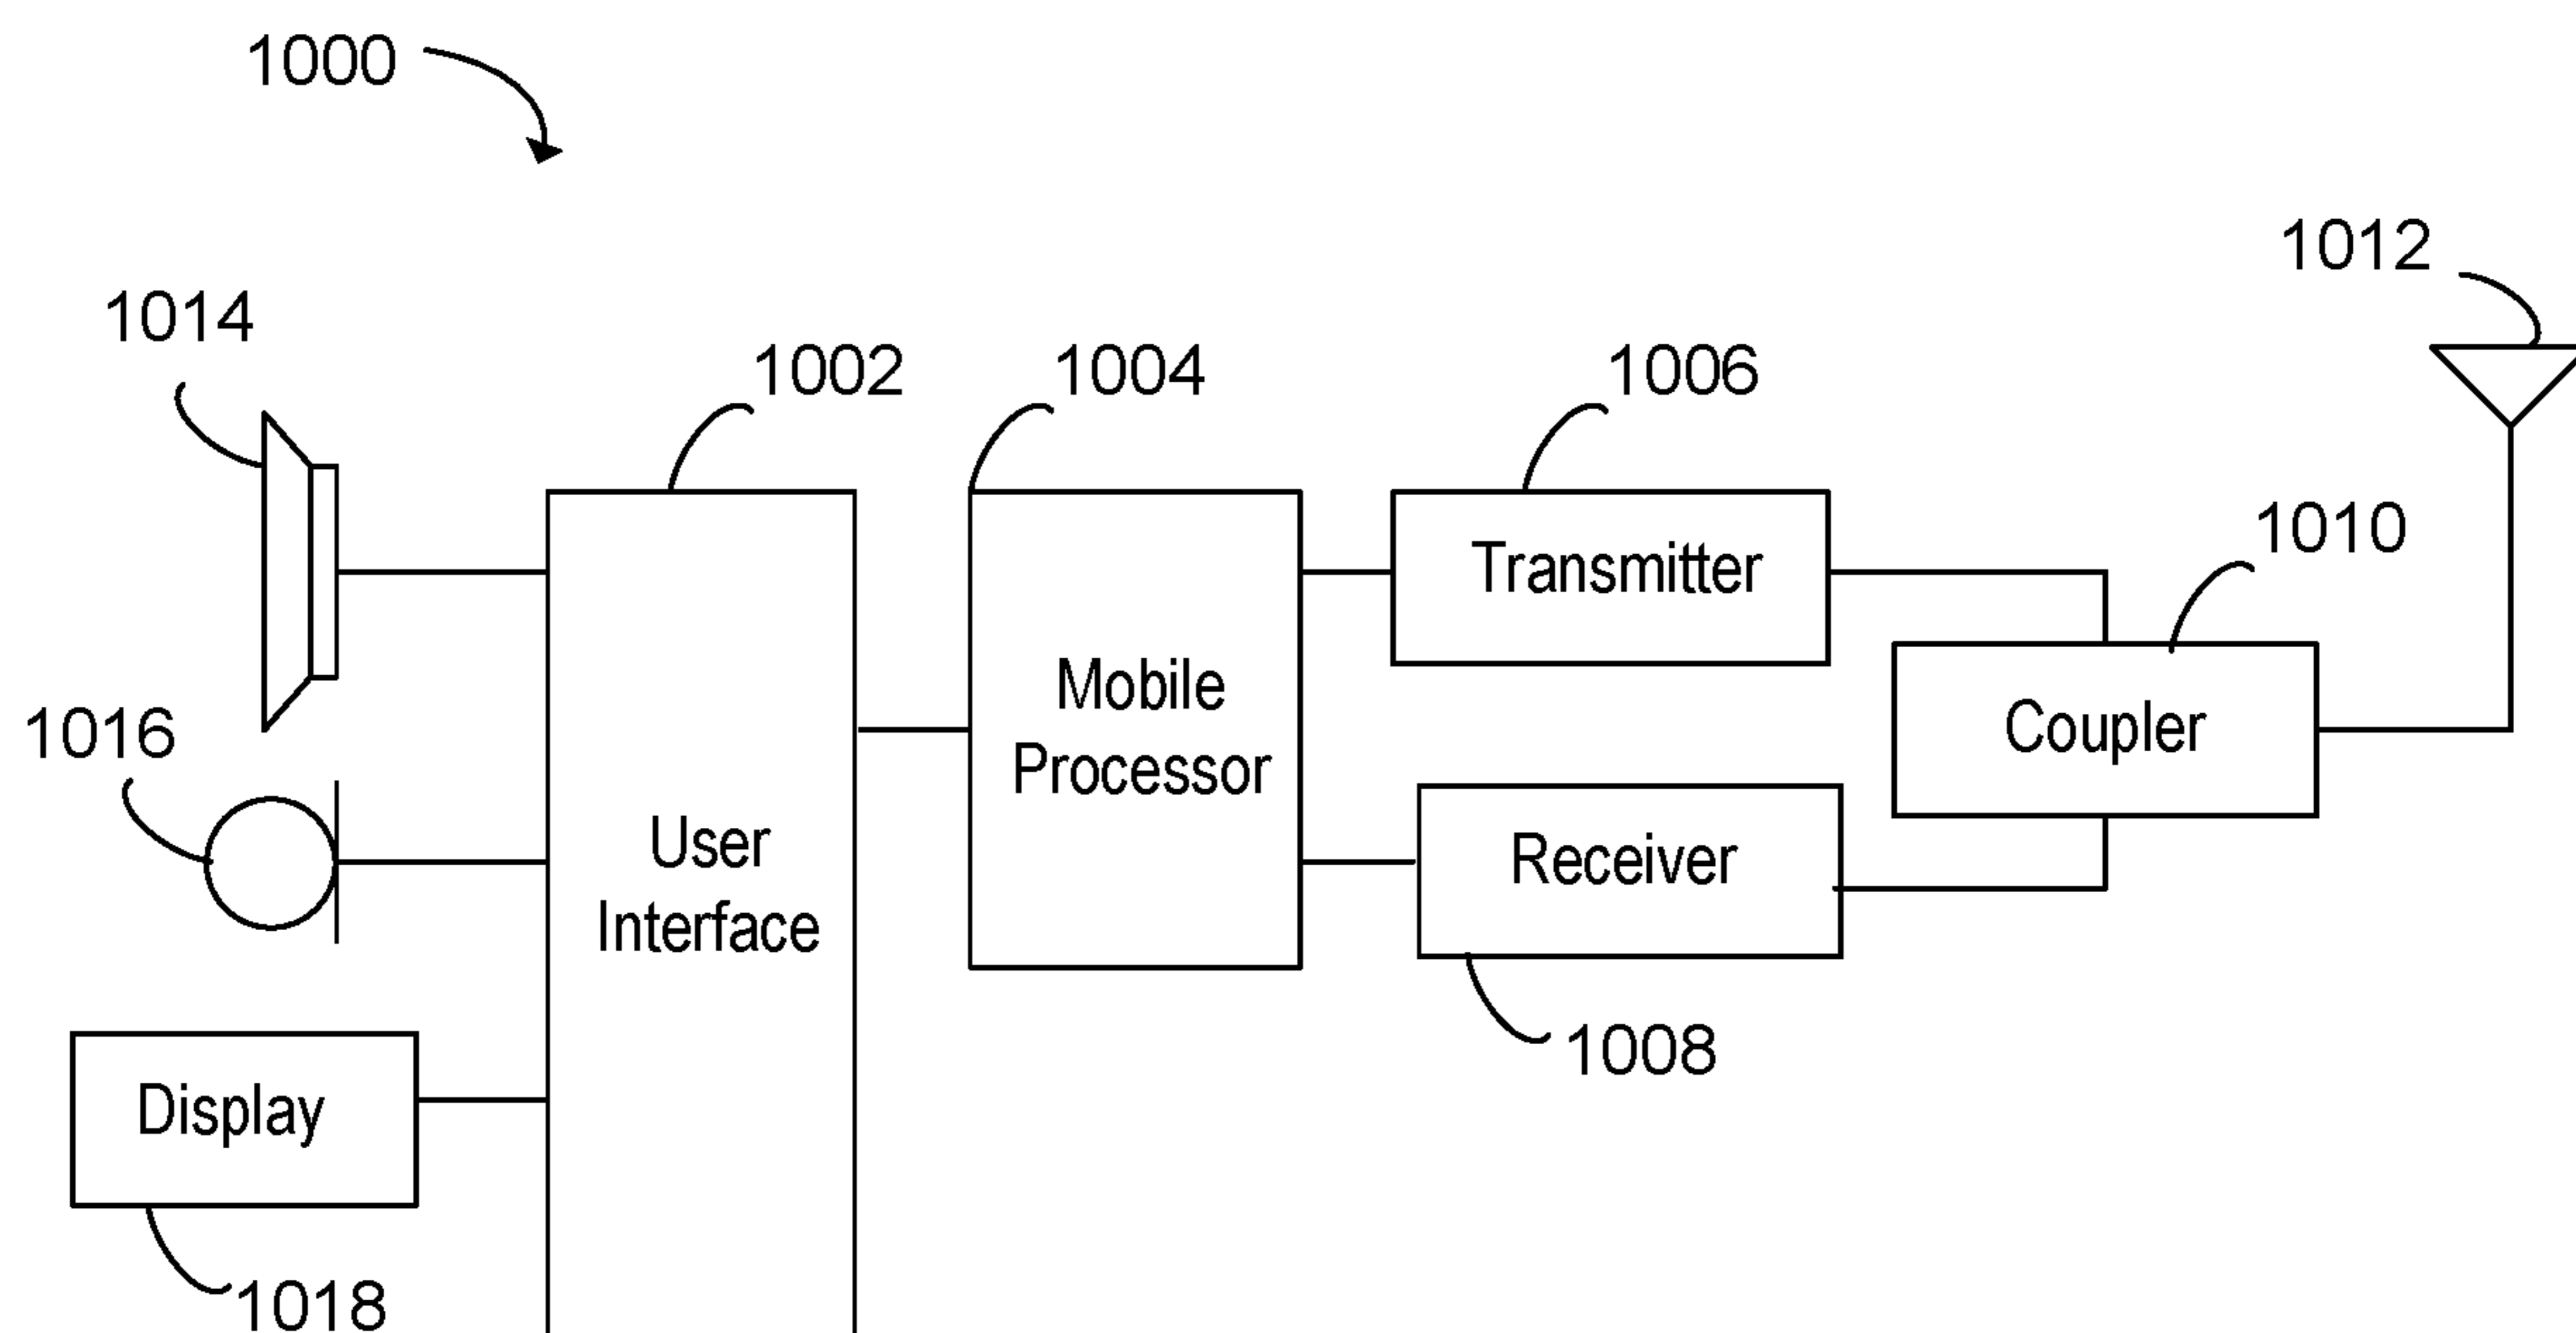 1000
1012
1014
1002
1004
1006
1010
Transmitter
Mobile
Processor
Coupler
1016
User
Interface
Receiver
1008
Display
1018